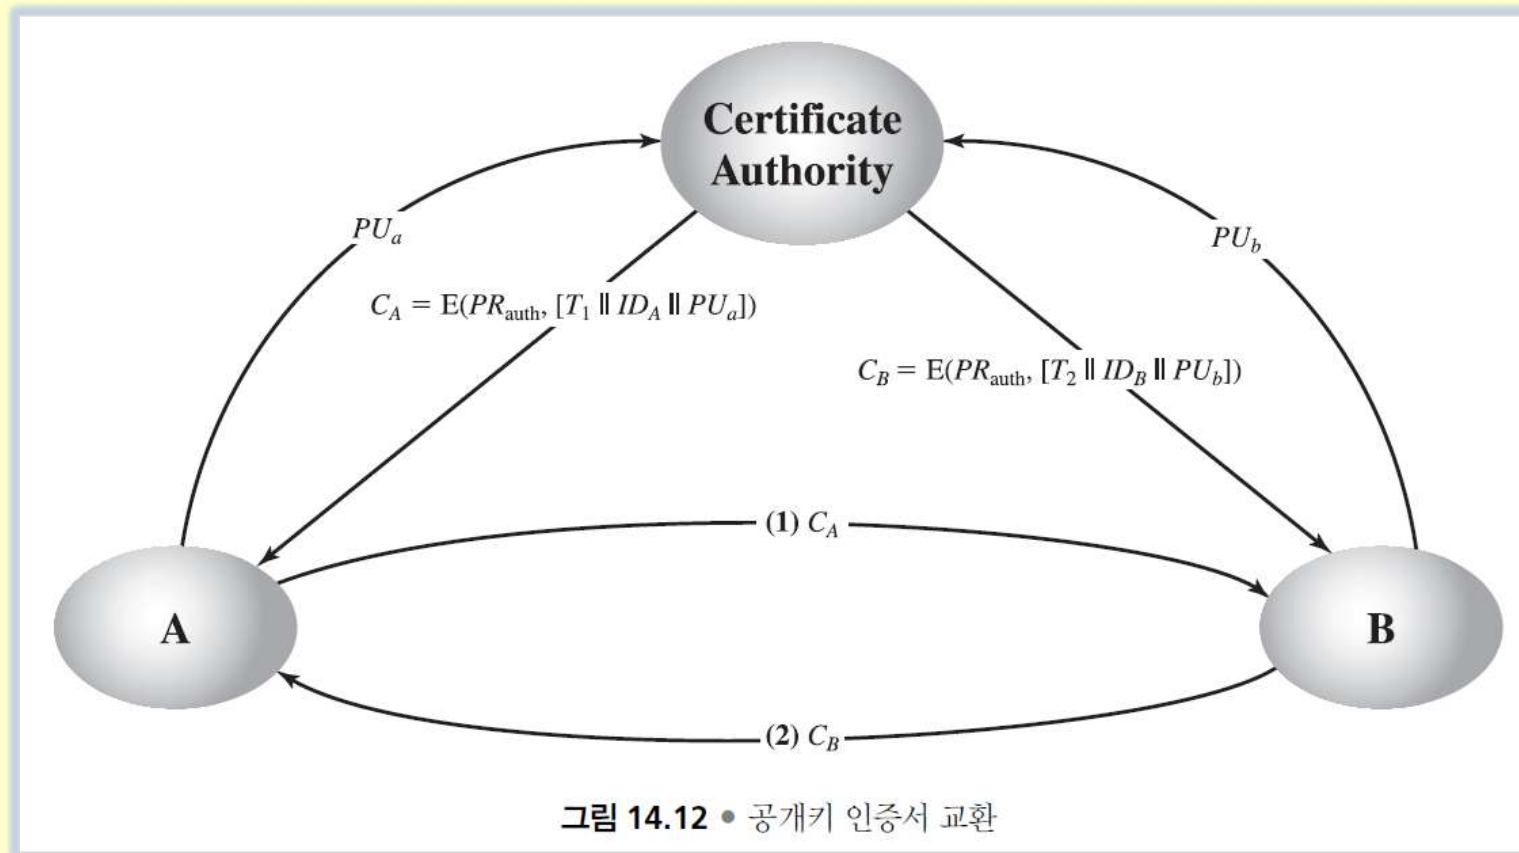 Certificate
Authority
PUa
PUb
CA = E(PRauth, [T1 || IDA || PUa])
CB = E(PRauth, [T2 || IDB || PUb])
(1) CA
A
B
(2) CB
그림 14.12 • 공개키 인증서 교환